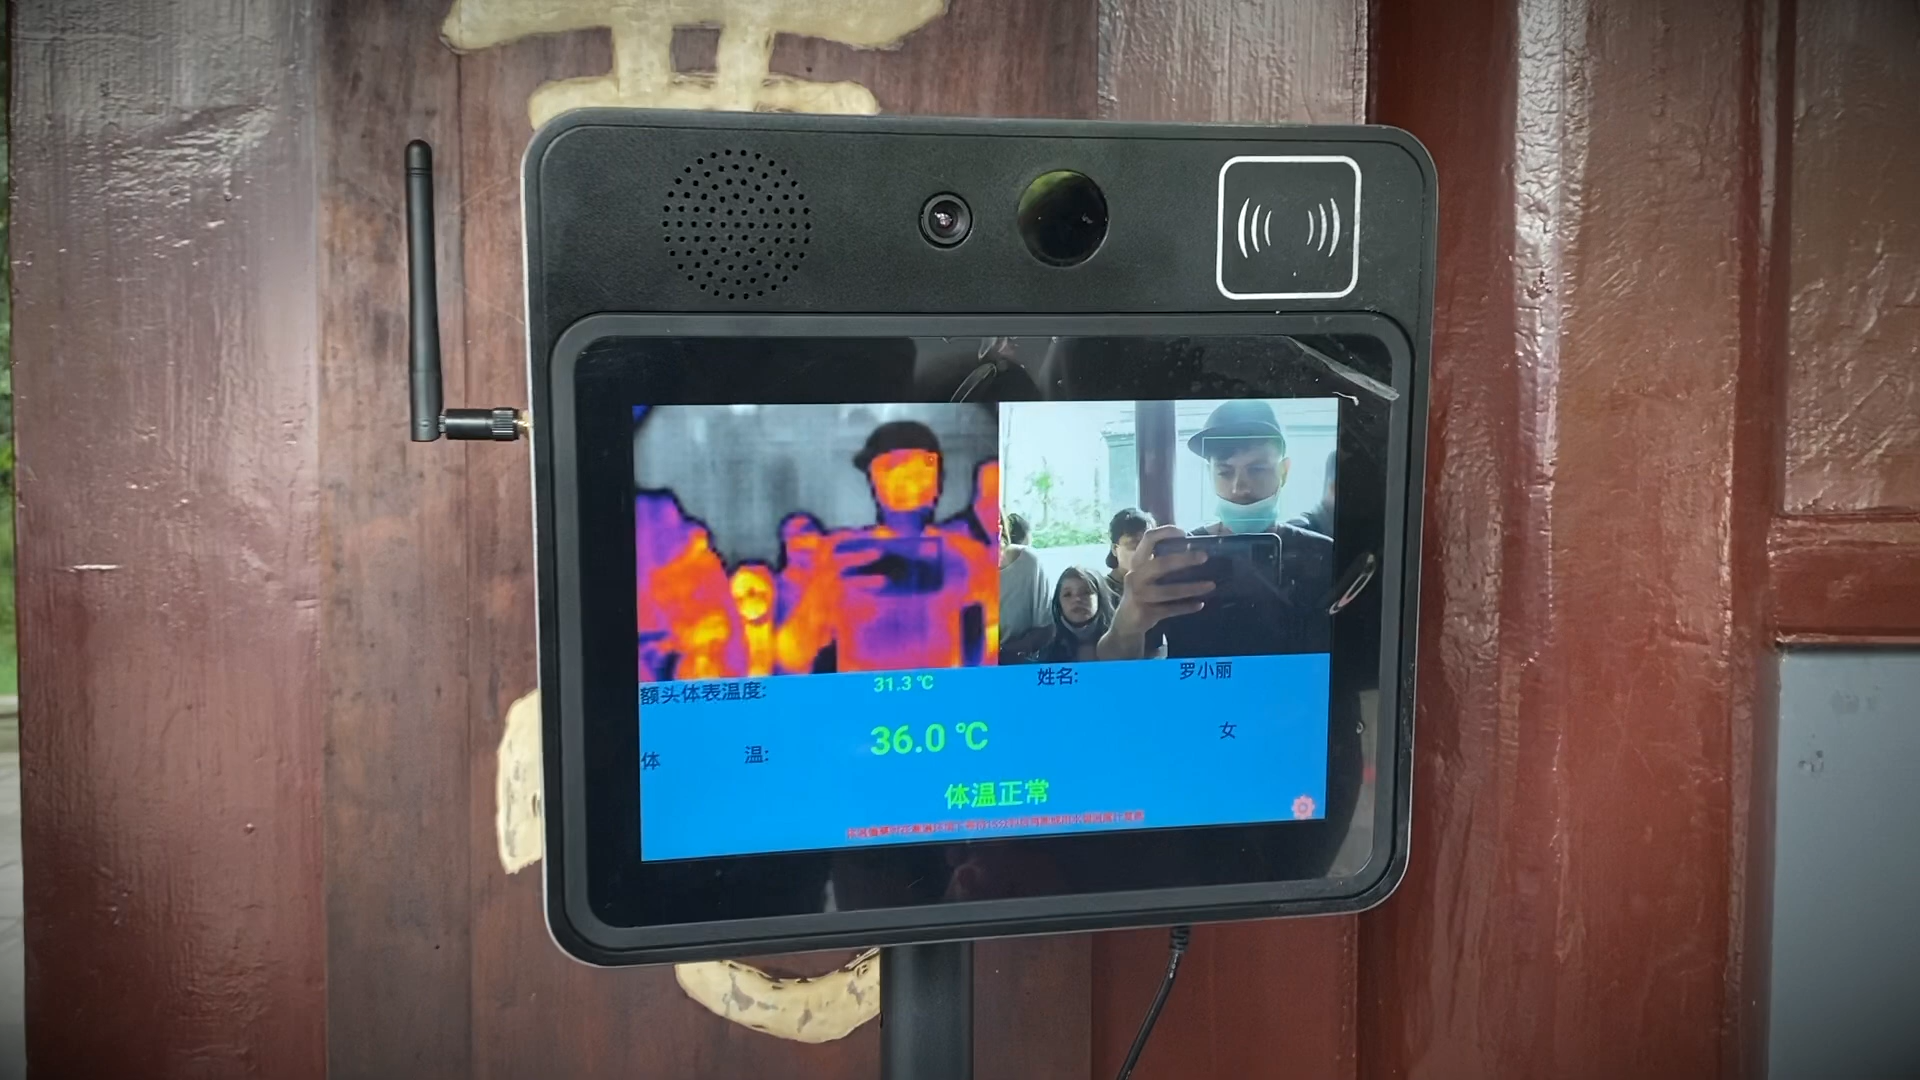 额头体表温度: 31.3 ℃ 姓名: 罗小丽
体 温: 36.0 ℃ 女
体温正常